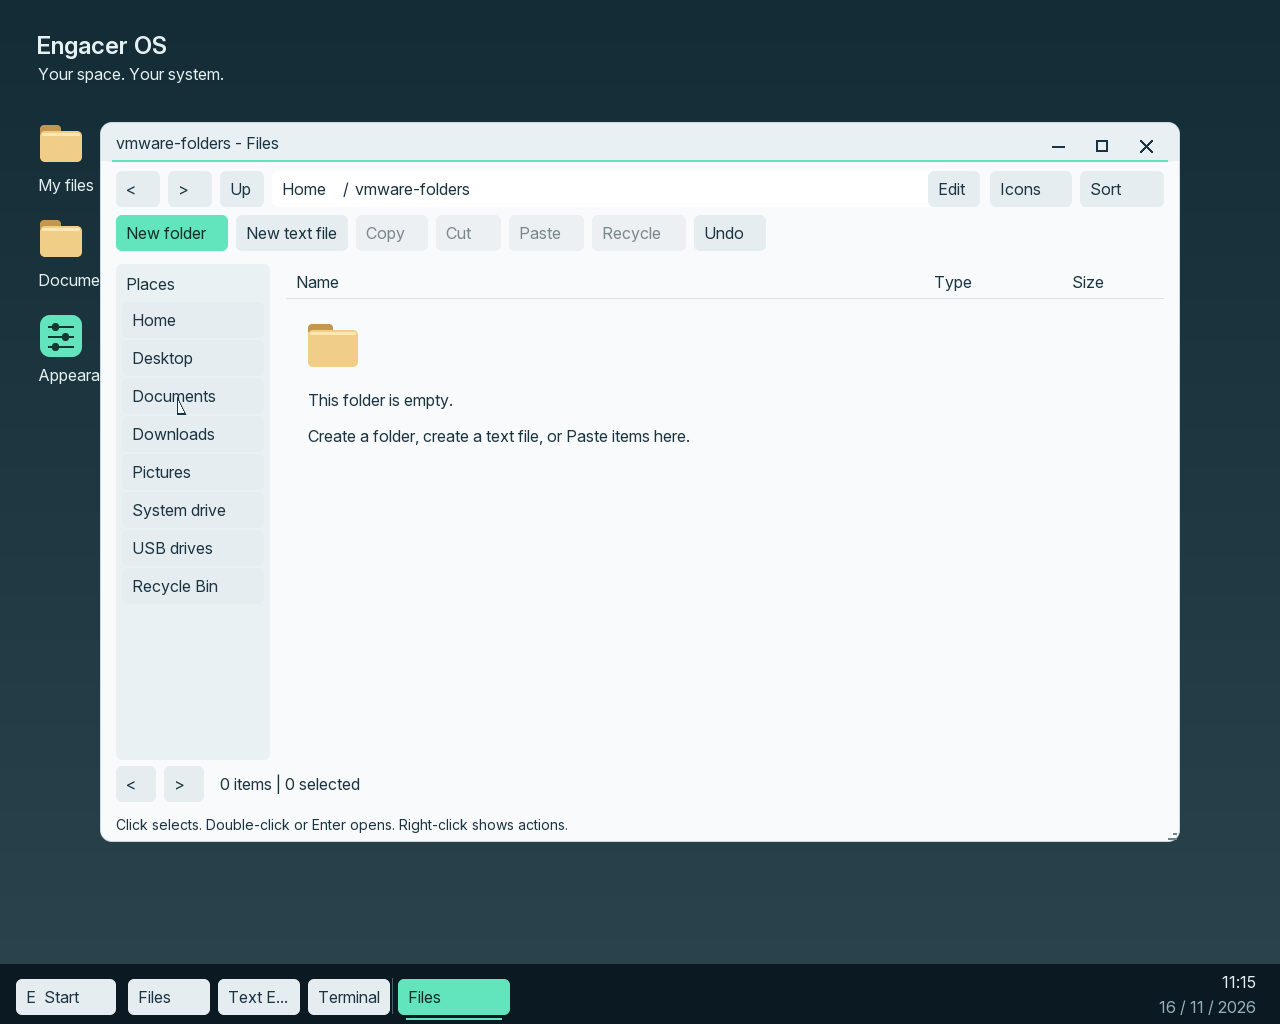 Engacer OS
Your space. Your system.
My files
Docume
Appeara
vmware-folders - Files
< > Up Home / vmware-folders Edit Icons Sort
New folder New text file Copy Cut Paste Recycle Undo
Places
Home
Desktop
Documents
Downloads
Pictures
System drive
USB drives
Recycle Bin
Name Type Size
This folder is empty.
Create a folder, create a text file, or Paste items here.
< > 0 items | 0 selected
Click selects. Double-click or Enter opens. Right-click shows actions.
E Start Files Text E... Terminal Files
11:15
16 / 11 / 2026